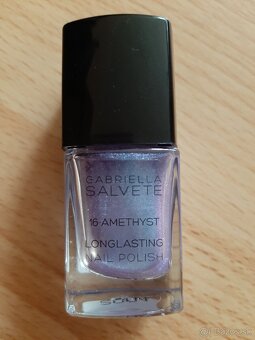 GABRIELLA
SALVETE
16 AMETHYST
LONGLASTING
NAIL POLISH